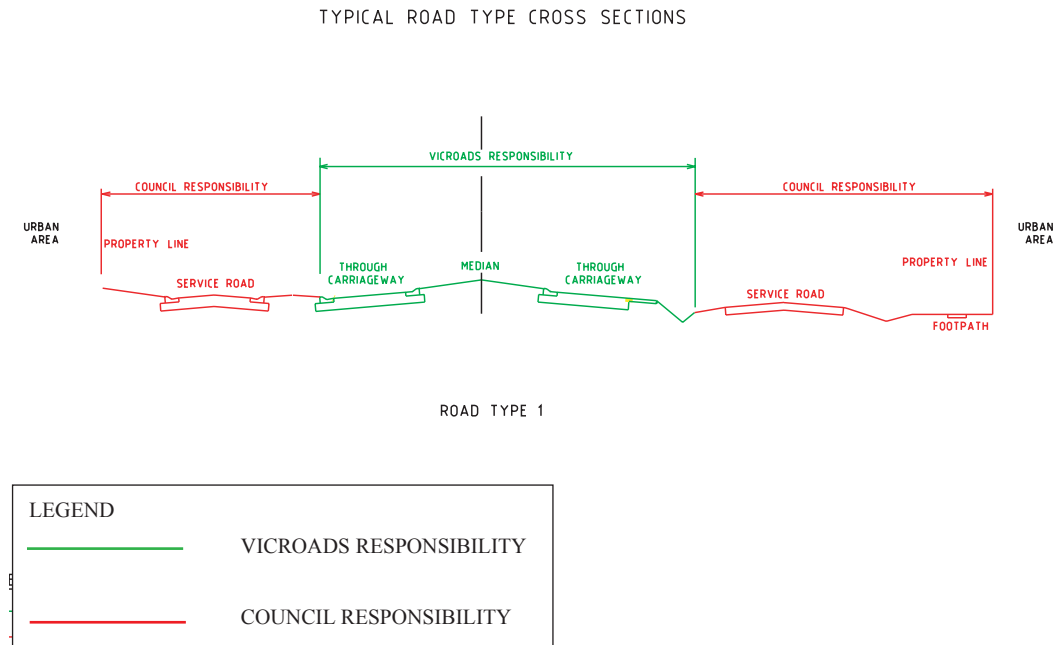 TYPICAL ROAD TYPE CROSS SECTIONS
VICROADS RESPONSIBILITY
COUNCIL RESPONSIBILITY
COUNCIL RESPONSIBILITY
URBAN
AREA
URBAN
AREA
PROPERTY LINE
PROPERTY LINE
THROUGH
CARRIAGEWAY
MEDIAN
THROUGH
CARRIAGEWAY
SERVICE ROAD
SERVICE ROAD
FOOTPATH
ROAD TYPE 1
LEGEND
VICROADS RESPONSIBILITY
COUNCIL RESPONSIBILITY